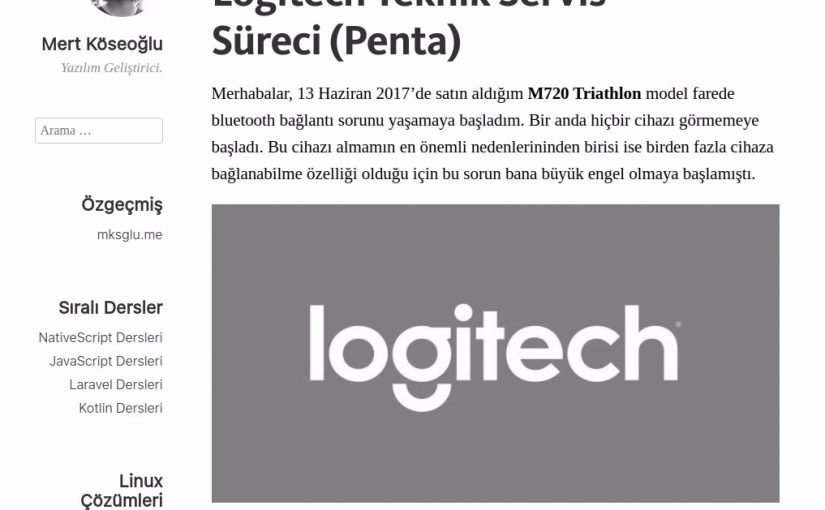 Logitech Teknik Servis
Süreci (Penta)
Mert Köseoğlu
Yazılım Geliştirici.
Arama …
Özgeçmiş
mksglu.me
Sıralı Dersler
NativeScript Dersleri
JavaScript Dersleri
Laravel Dersleri
Kotlin Dersleri
Linux
Çözümleri
Merhabalar, 13 Haziran 2017’de satın aldığım M720 Triathlon model farede
bluetooth bağlantı sorunu yaşamaya başladım. Bir anda hiçbir cihazı görmemeye
başladı. Bu cihazı almamın en önemli nedenlerininden birisi ise birden fazla cihaza
bağlanabilme özelliği olduğu için bu sorun bana büyük engel olmaya başlamıştı.
logitech